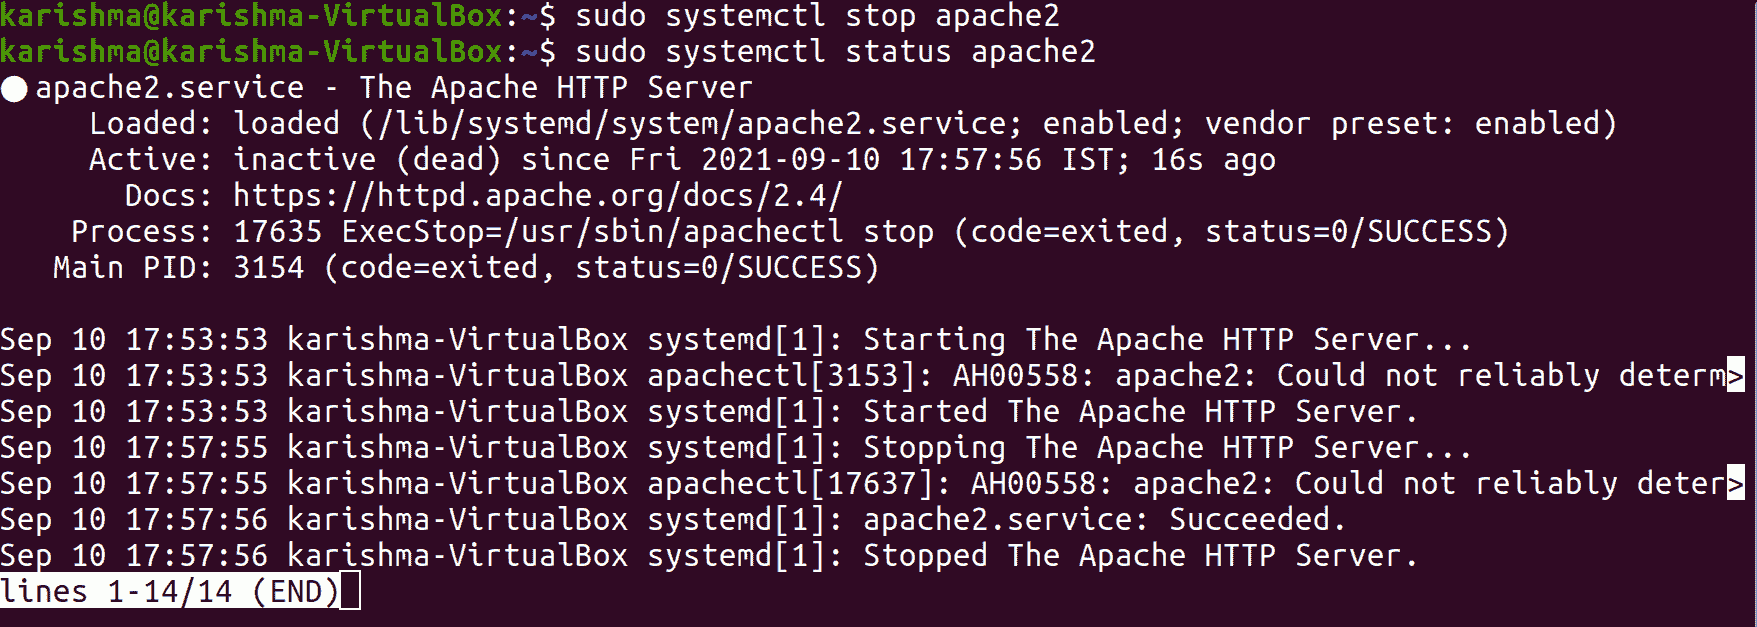 karishma@karishma-VirtualBox:~$ sudo systemctl stop apache2
karishma@karishma-VirtualBox:~$ sudo systemctl status apache2
● apache2.service - The Apache HTTP Server
     Loaded: loaded (/lib/systemd/system/apache2.service; enabled; vendor preset: enabled)
     Active: inactive (dead) since Fri 2021-09-10 17:57:56 IST; 16s ago
       Docs: https://httpd.apache.org/docs/2.4/
    Process: 17635 ExecStop=/usr/sbin/apachectl stop (code=exited, status=0/SUCCESS)
   Main PID: 3154 (code=exited, status=0/SUCCESS)

Sep 10 17:53:53 karishma-VirtualBox systemd[1]: Starting The Apache HTTP Server...
Sep 10 17:53:53 karishma-VirtualBox apachectl[3153]: AH00558: apache2: Could not reliably determ>
Sep 10 17:53:53 karishma-VirtualBox systemd[1]: Started The Apache HTTP Server.
Sep 10 17:57:55 karishma-VirtualBox systemd[1]: Stopping The Apache HTTP Server...
Sep 10 17:57:55 karishma-VirtualBox apachectl[17637]: AH00558: apache2: Could not reliably deter>
Sep 10 17:57:56 karishma-VirtualBox systemd[1]: apache2.service: Succeeded.
Sep 10 17:57:56 karishma-VirtualBox systemd[1]: Stopped The Apache HTTP Server.
lines 1-14/14 (END)